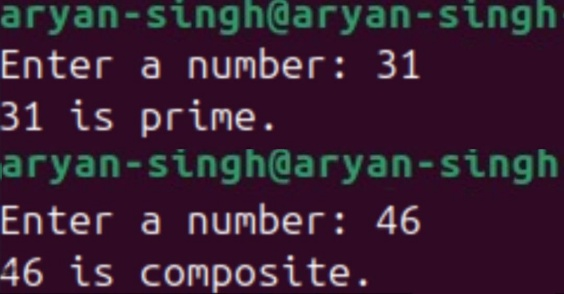 aryan-singh@aryan-singh
Enter a number: 31
31 is prime.
aryan-singh@aryan-singh
Enter a number: 46
46 is composite.